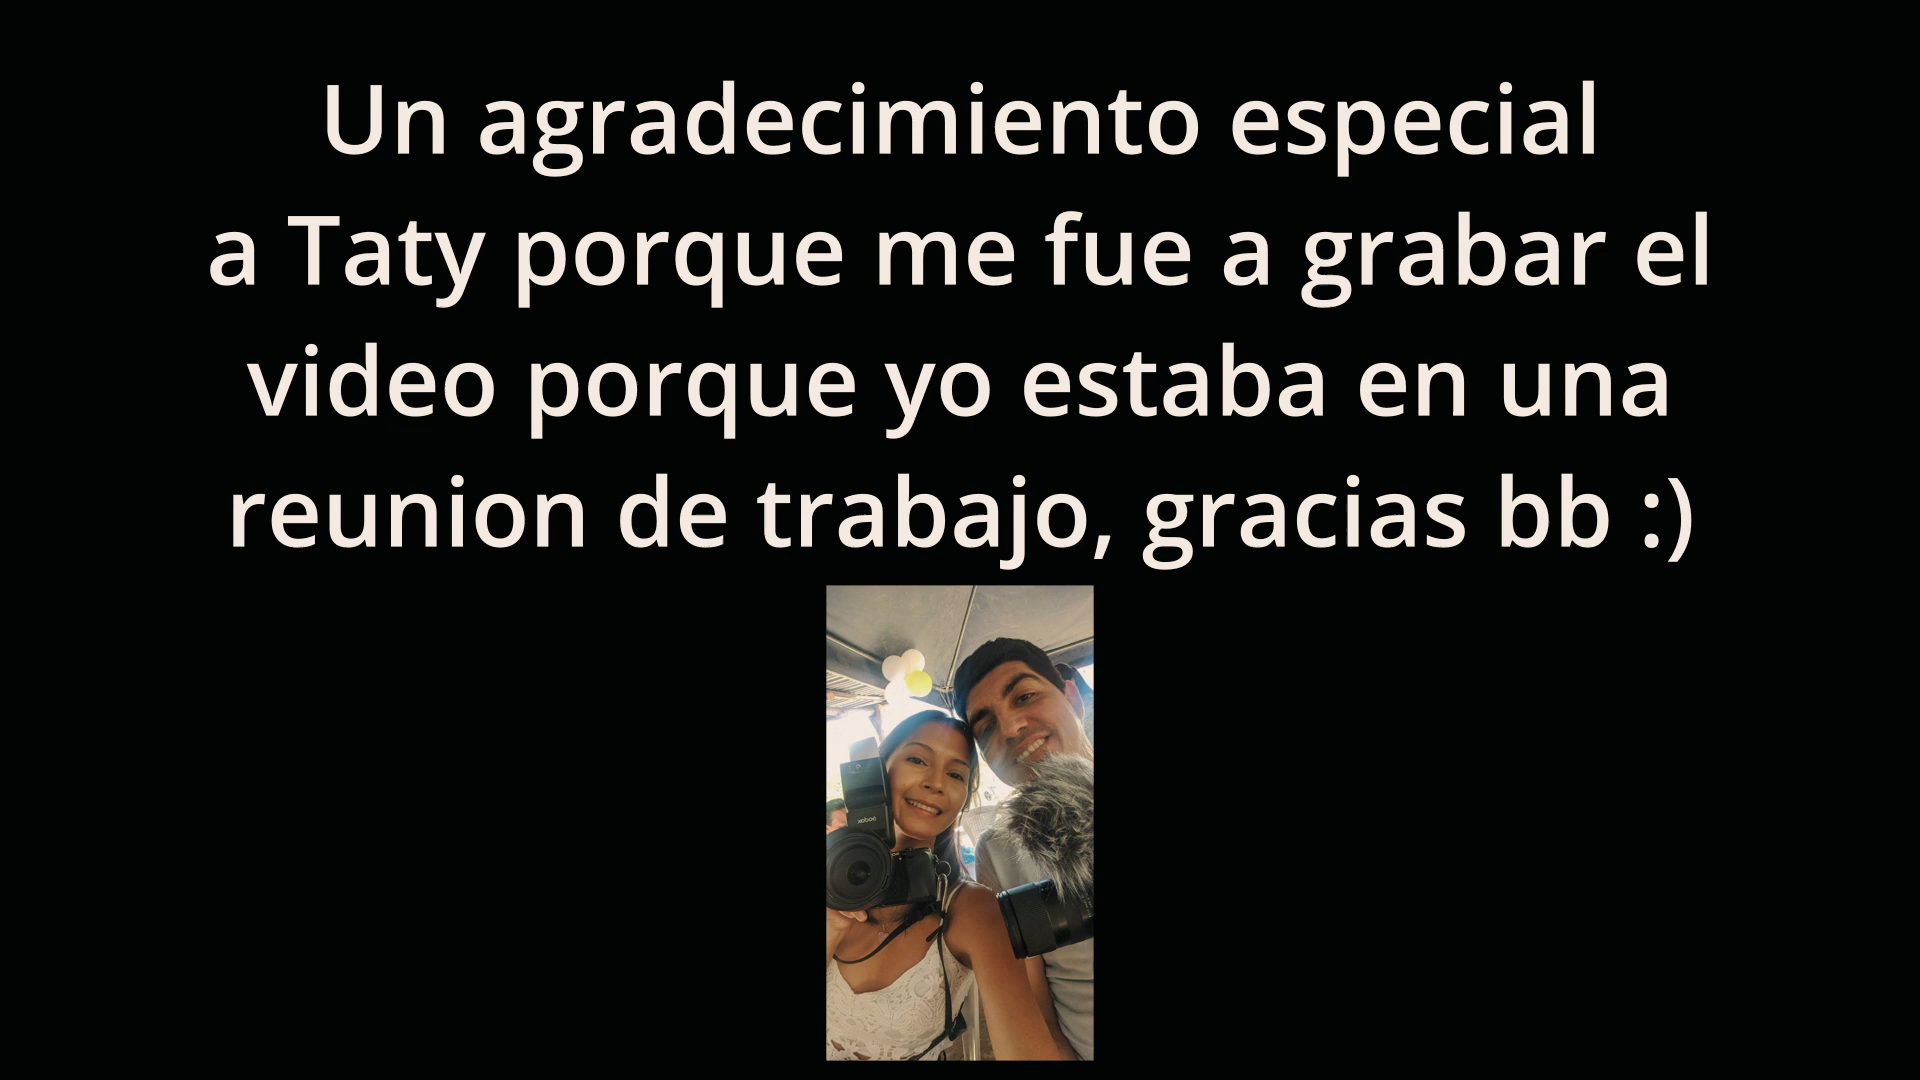 Un agradecimiento especial
a Taty porque me fue a grabar el
video porque yo estaba en una
reunion de trabajo, gracias bb :)
xoboe